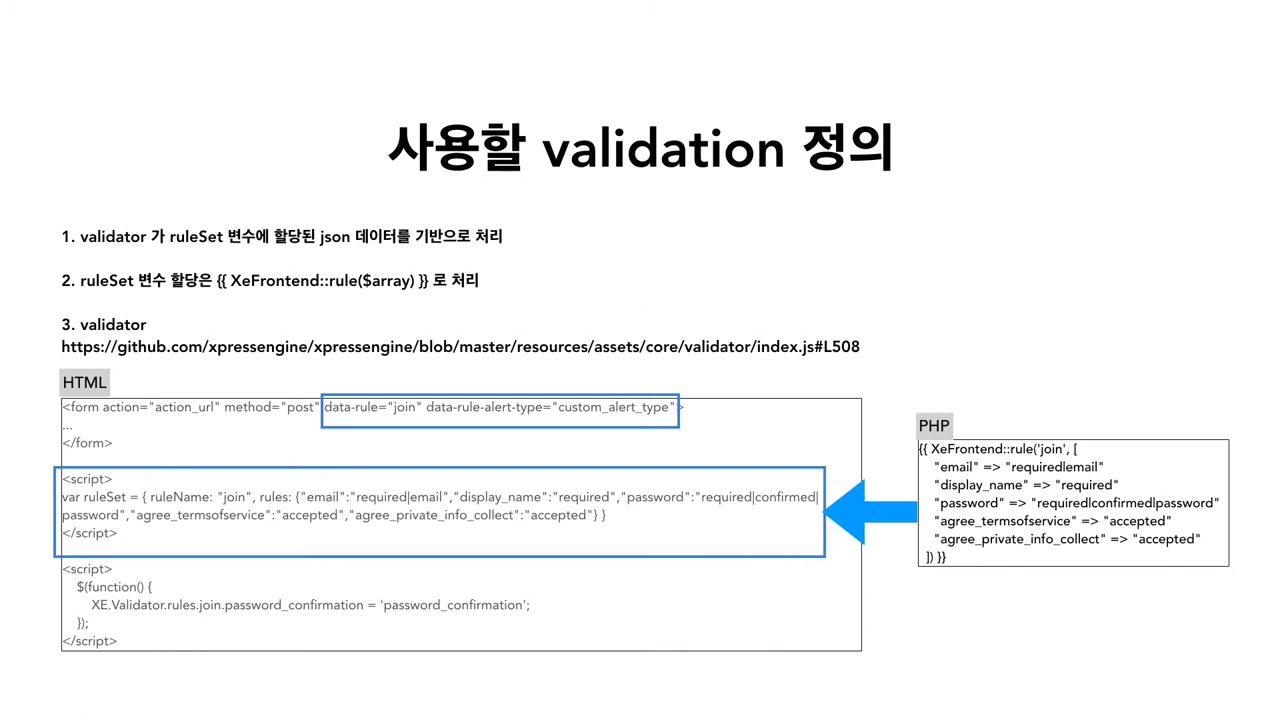 사용할 validation 정의
1. validator 가 ruleSet 변수에 할당된 json 데이터를 기반으로 처리
2. ruleSet 변수 할당은 {{ XeFrontend::rule($array) }} 로 처리
3. validator
https://github.com/xpressengine/xpressengine/blob/master/resources/assets/core/validator/index.js#L508
HTML
<form action="action_url" method="post" data-rule="join" data-rule-alert-type="custom_alert_type">
...
</form>
<script>
var ruleSet = { ruleName: "join", rules: {"email":"required|email","display_name":"required","password":"required|confirmed|
password","agree_termsofservice":"accepted","agree_private_info_collect":"accepted"} }
</script>
<script>
$(function() {
XE.Validator.rules.join.password_confirmation = 'password_confirmation';
});
</script>
PHP
{{ XeFrontend::rule('join', [
"email" => "required|email"
"display_name" => "required"
"password" => "required|confirmed|password"
"agree_termsofservice" => "accepted"
"agree_private_info_collect" => "accepted"
]) }}